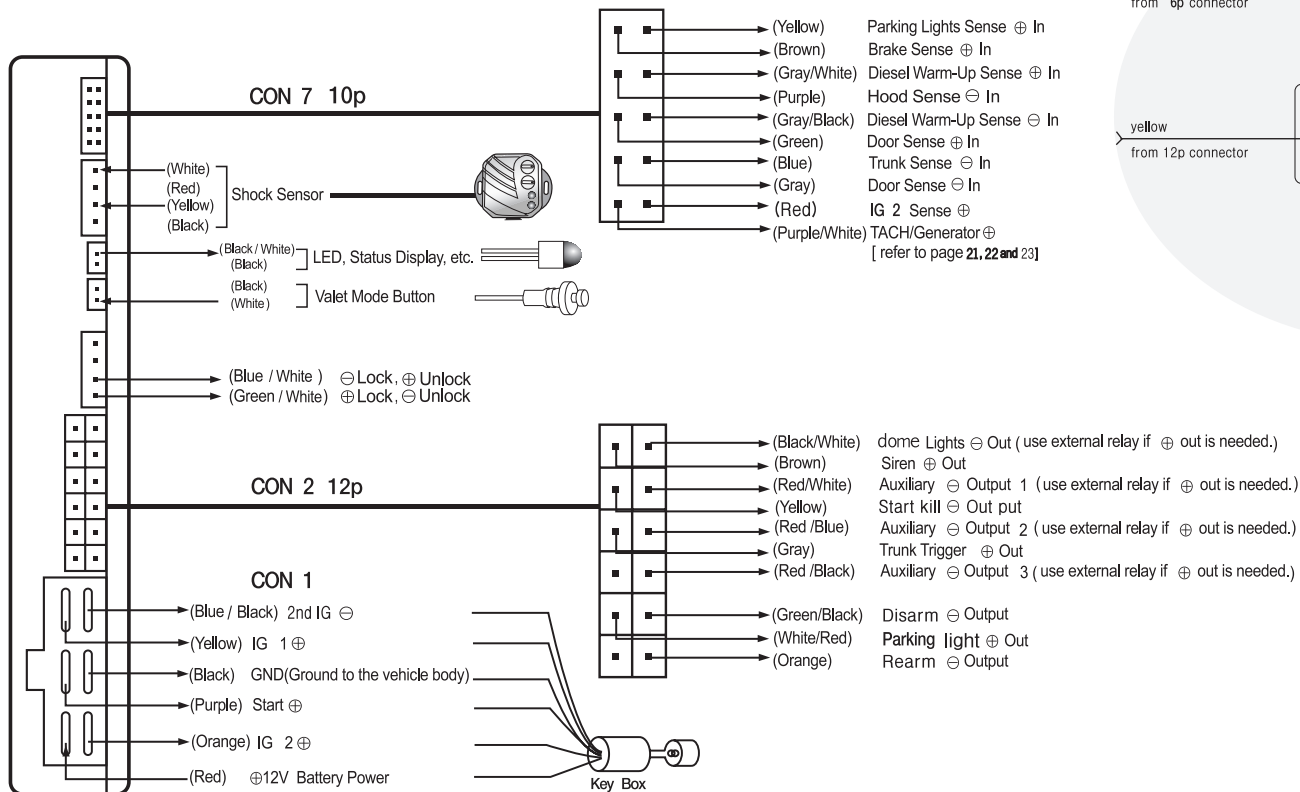 CON 7 10p
(Yellow) Parking Lights Sense ⊕ In
(Brown) Brake Sense ⊕ In
(Gray/White) Diesel Warm-Up Sense ⊕ In
(Purple) Hood Sense ⊖ In
(Gray/Black) Diesel Warm-Up Sense ⊖ In
(Green) Door Sense ⊕ In
(Blue) Trunk Sense ⊖ In
(Gray) Door Sense ⊖ In
(Red) IG 2 Sense ⊕
(Purple/White) TACH/Generator ⊕
[ refer to page 21, 22 and 23]
from 6p connector
yellow
from 12p connector
(White)
(Red)
(Yellow)
(Black)
Shock Sensor
(Black / White)
(Black)
LED, Status Display, etc.
(Black)
(White)
Valet Mode Button
(Blue / White ) ⊖ Lock, ⊕ Unlock
(Green / White) ⊕ Lock, ⊖ Unlock
CON 2 12p
(Black/White) dome Lights ⊖ Out ( use external relay if ⊕ out is needed.)
(Brown) Siren ⊕ Out
(Red/White) Auxiliary ⊖ Output 1 (use external relay if ⊕ out is needed.)
(Yellow) Start kill ⊖ Out put
(Red /Blue) Auxiliary ⊖ Output 2 ( use external relay if ⊕ out is needed.)
(Gray) Trunk Trigger ⊕ Out
(Red /Black) Auxiliary ⊖ Output 3 ( use external relay if ⊕ out is needed.)
(Green/Black) Disarm ⊖ Output
(White/Red) Parking light ⊕ Out
(Orange) Rearm ⊖ Output
CON 1
(Blue / Black) 2nd IG ⊖
(Yellow) IG 1 ⊕
(Black) GND(Ground to the vehicle body)
(Purple) Start ⊕
(Orange) IG 2 ⊕
(Red) ⊕12V Battery Power
Key Box